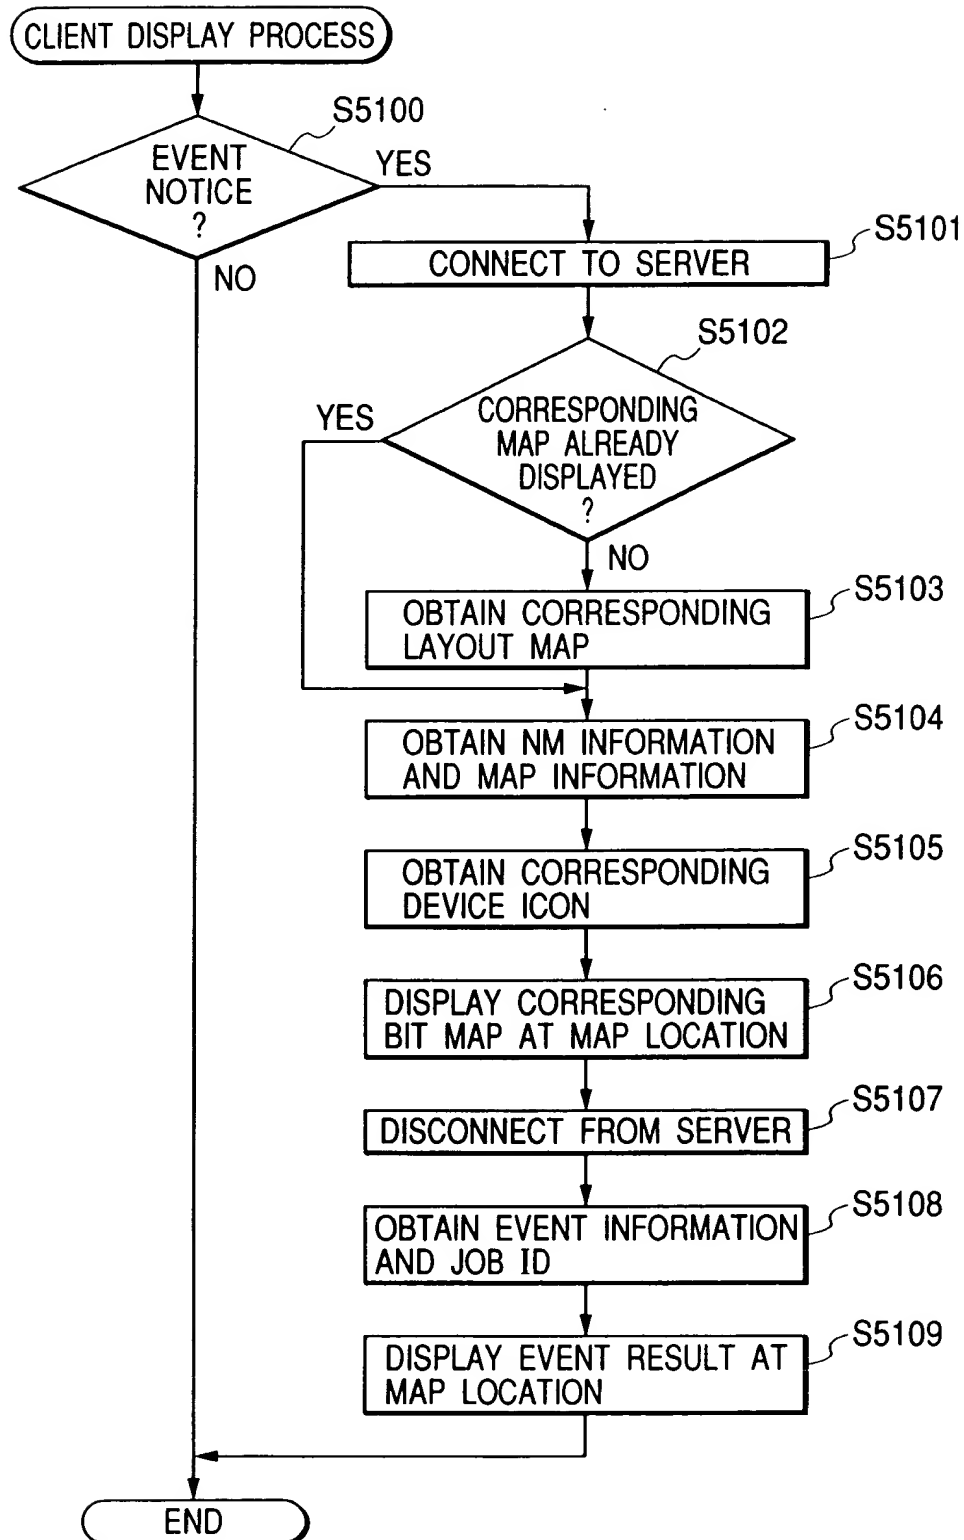 CLIENT DISPLAY PROCESS
S5100
EVENT
NOTICE
?
YES
NO
S5101
CONNECT TO SERVER
S5102
CORRESPONDING
MAP ALREADY
DISPLAYED
?
YES
NO
S5103
OBTAIN CORRESPONDING
LAYOUT MAP
S5104
OBTAIN NM INFORMATION
AND MAP INFORMATION
S5105
OBTAIN CORRESPONDING
DEVICE ICON
S5106
DISPLAY CORRESPONDING
BIT MAP AT MAP LOCATION
S5107
DISCONNECT FROM SERVER
S5108
OBTAIN EVENT INFORMATION
AND JOB ID
S5109
DISPLAY EVENT RESULT AT
MAP LOCATION
END